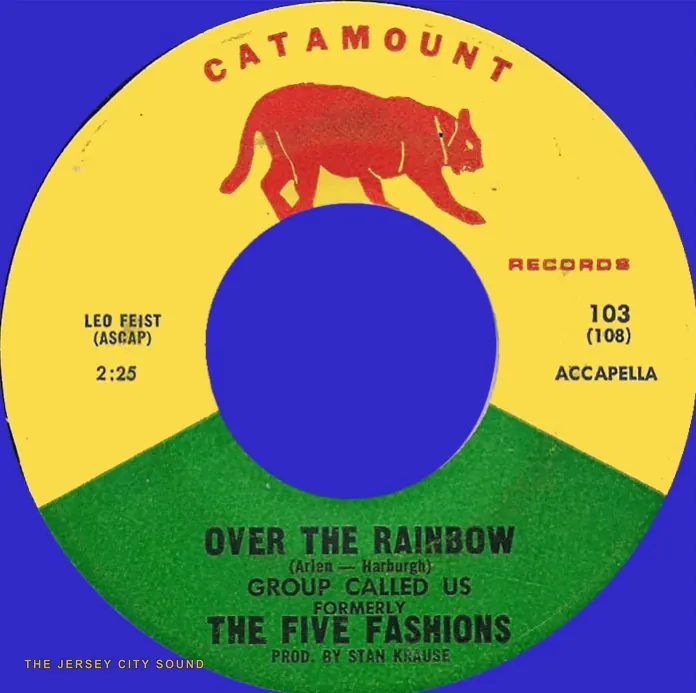 CATAMOUNT
RECORDS
LEO FEIST
(ASCAP)
2:25
103
(108)
ACCAPELLA
OVER THE RAINBOW
(Arlen — Harburgh)
GROUP CALLED US
FORMERLY
THE FIVE FASHIONS
PROD. BY STAN KRAUSE
THE JERSEY CITY SOUND